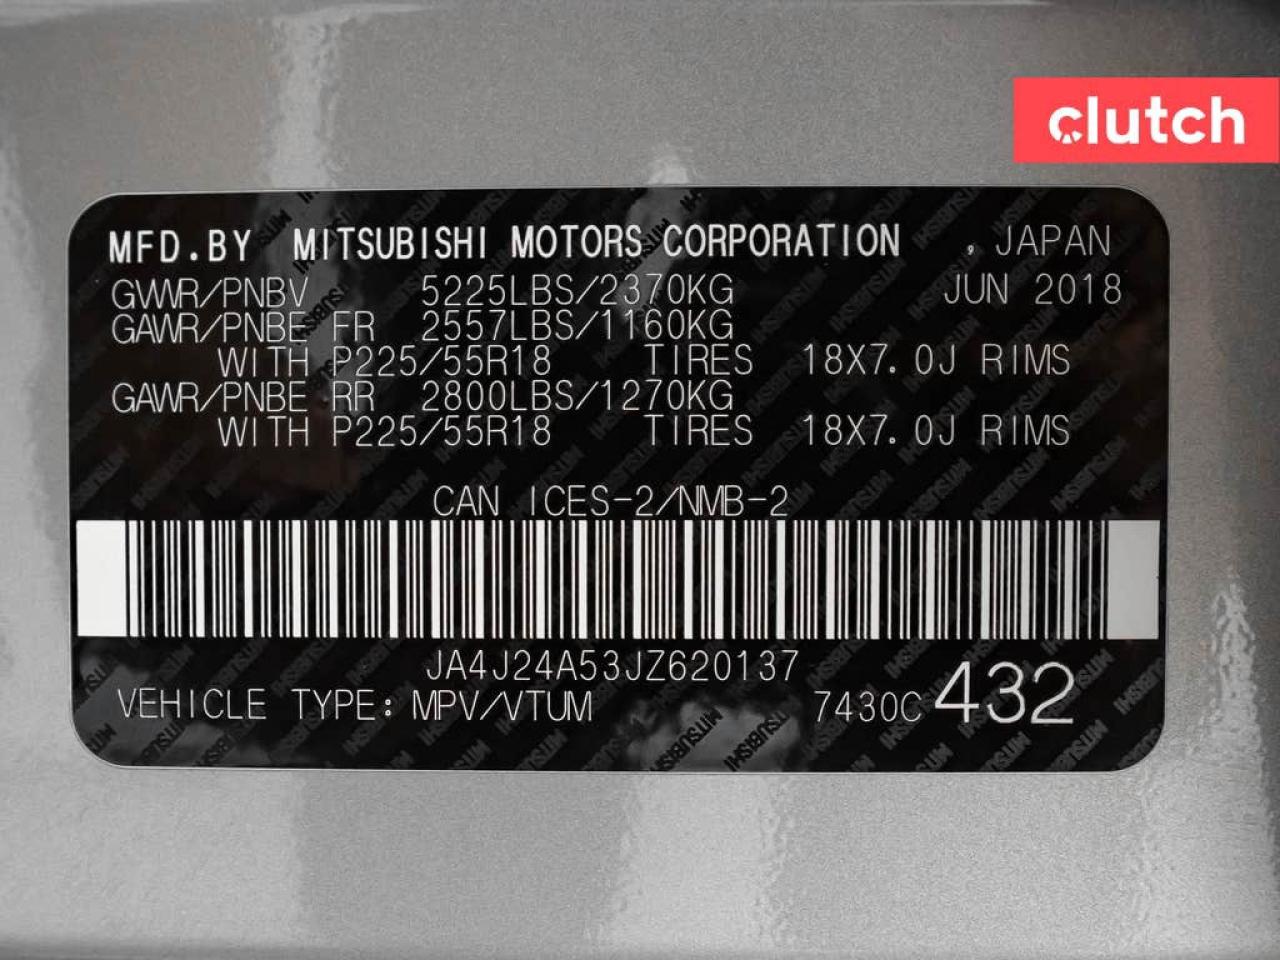 clutch
MFD.BY MITSUBISHI MOTORS CORPORATION , JAPAN
GVWR/PNBV 5225LBS/2370KG JUN 2018
GAWR/PNBE FR 2557LBS/1160KG
WITH P225/55R18 TIRES 18X7.0J RIMS
GAWR/PNBE RR 2800LBS/1270KG
WITH P225/55R18 TIRES 18X7.0J RIMS
CAN ICES-2/NMB-2
JA4J24A53JZ620137
VEHICLE TYPE: MPV/VTUM 7430C 432